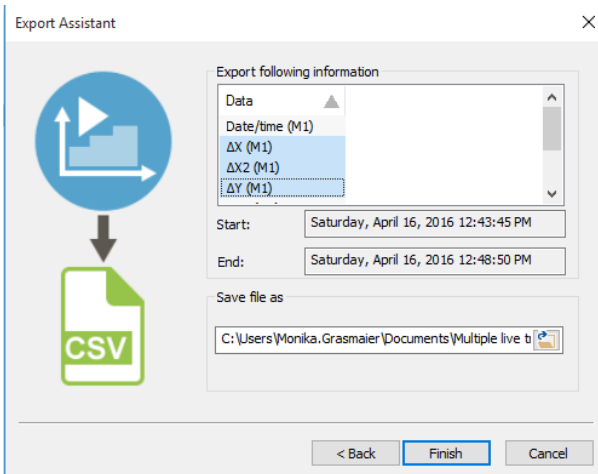 Export Assistant
Export following information
Data
Date/time (M1)
ΔX (M1)
ΔX2 (M1)
ΔY (M1)
Start:
Saturday, April 16, 2016 12:43:45 PM
End:
Saturday, April 16, 2016 12:48:50 PM
Save file as
C:\Users\Monika.Grasmaier\Documents\Multiple live
CSV
< Back
Finish
Cancel